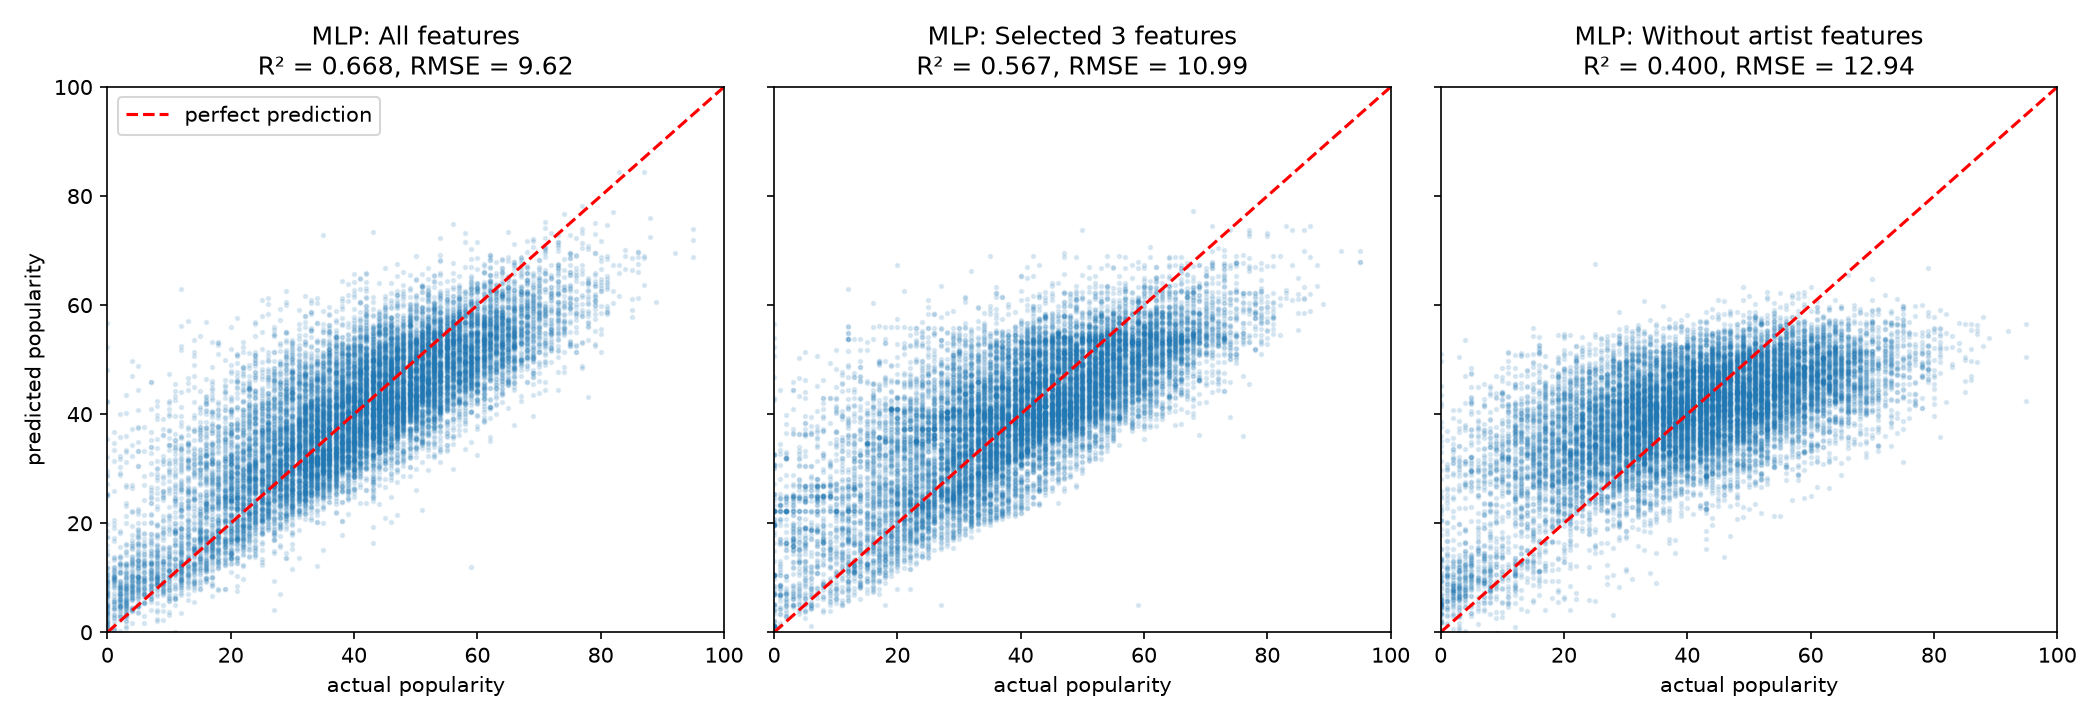 MLP: All features
R² = 0.668, RMSE = 9.62
MLP: Selected 3 features
R² = 0.567, RMSE = 10.99
MLP: Without artist features
R² = 0.400, RMSE = 12.94
perfect prediction
predicted popularity
100
80
60
40
20
0
0 20 40 60 80 100
actual popularity
0 20 40 60 80 100
actual popularity
0 20 40 60 80 100
actual popularity